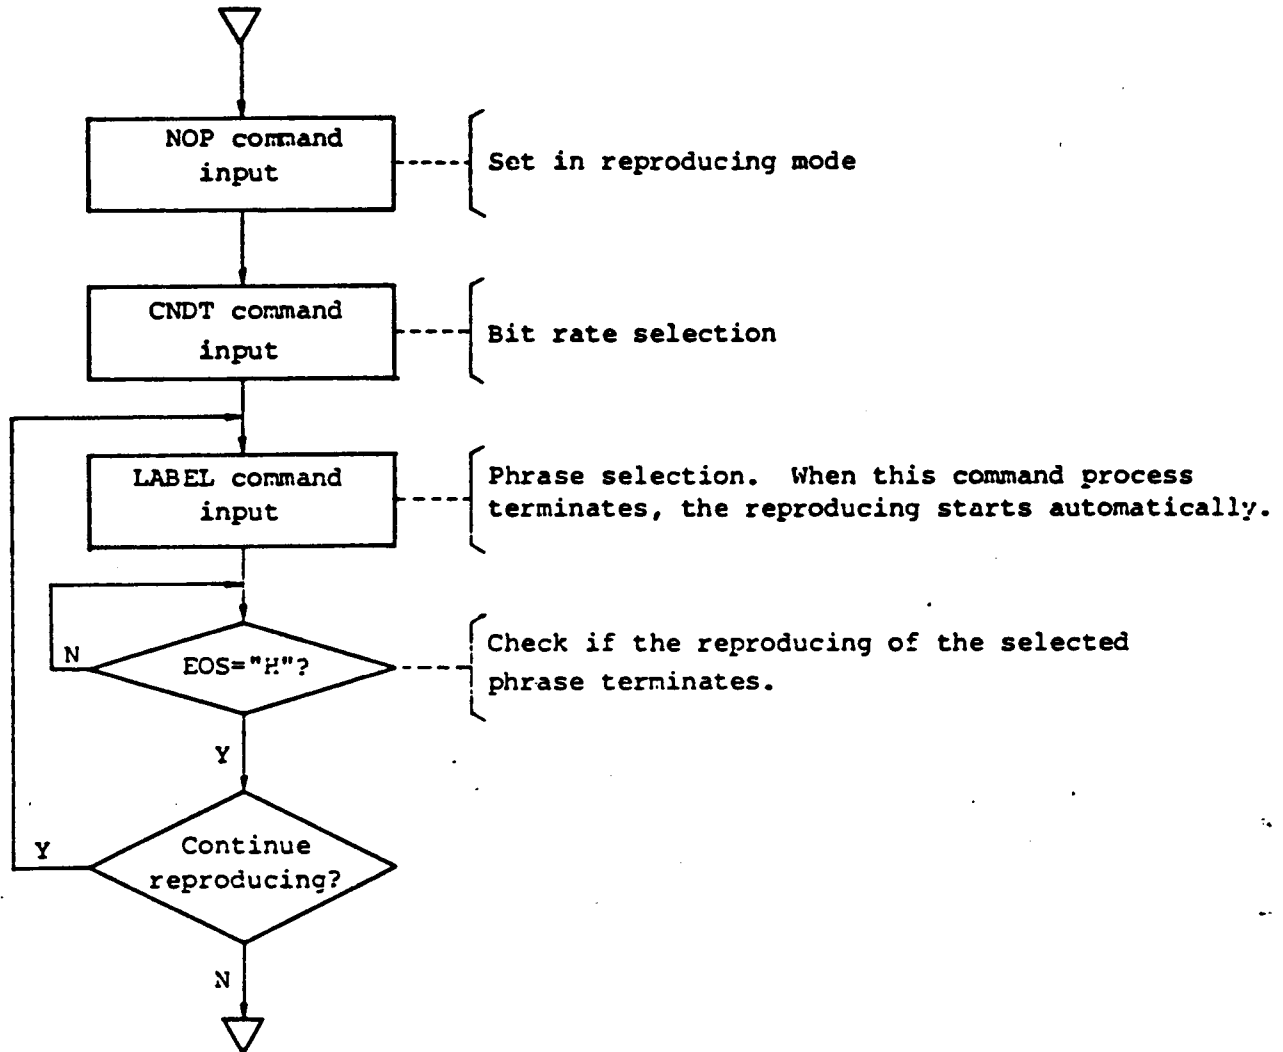 NOP command
input
Set in reproducing mode
CNDT command
input
Bit rate selection
LABEL command
input
Phrase selection. When this command process
terminates, the reproducing starts automatically.
N
EOS="H"?
Check if the reproducing of the selected
phrase terminates.
Y
Y
Continue
reproducing?
N